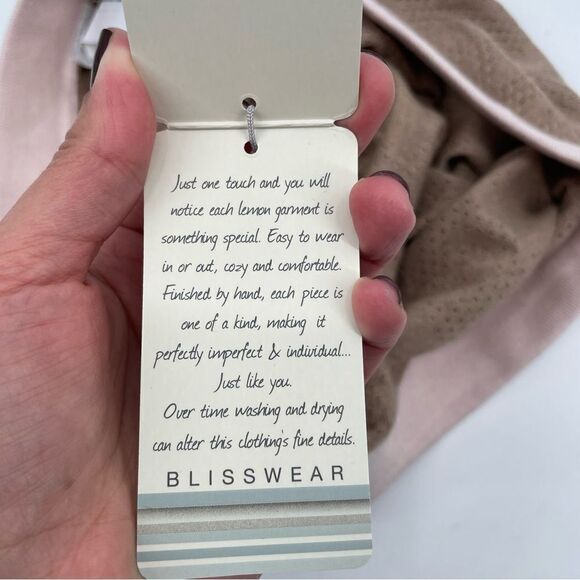 Just one touch and you will
notice each lemon garment is
something special. Easy to wear
in or out, cozy and comfortable.
Finished by hand, each piece is
one of a kind, making it
perfectly imperfect & individual...
Just like you.
Over time washing and drying
can alter this clothing's fine details.
BLISSWEAR